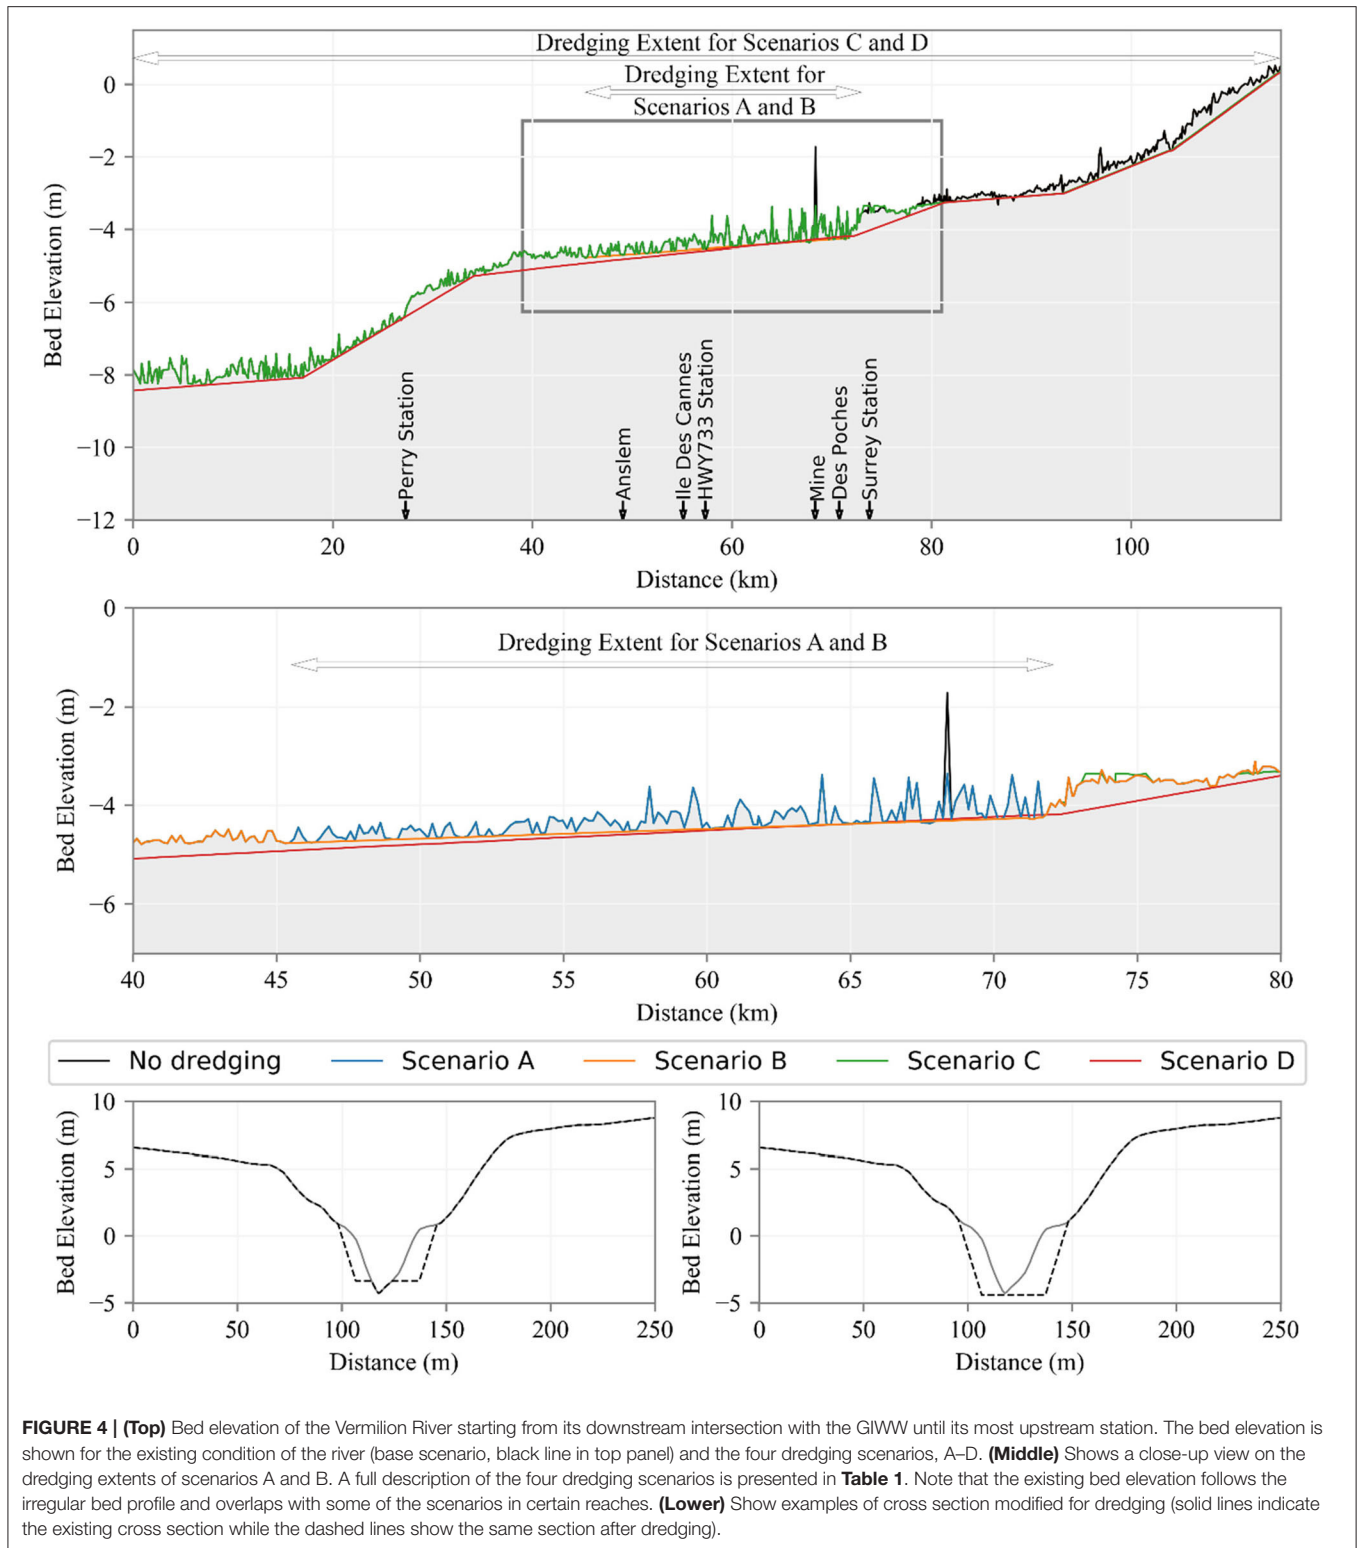 Dredging Extent for Scenarios C and D
Dredging Extent for
Scenarios A and B
Bed Elevation (m)
0
−2
−4
−6
−8
−10
−12
Perry Station
Anslem
Ile Des Cannes
HWY733 Station
Mine
Des Poches
Surrey Station
0 20 40 60 80 100
Distance (km)
Dredging Extent for Scenarios A and B
Bed Elevation (m)
0
−2
−4
−6
40 45 50 55 60 65 70 75 80
Distance (km)
No dredging Scenario A Scenario B Scenario C Scenario D
Bed Elevation (m)
10
5
0
−5
0 50 100 150 200 250
Distance (m)
Bed Elevation (m)
10
5
0
−5
0 50 100 150 200 250
Distance (m)
FIGURE 4 | (Top) Bed elevation of the Vermilion River starting from its downstream intersection with the GIWW until its most upstream station. The bed elevation is
shown for the existing condition of the river (base scenario, black line in top panel) and the four dredging scenarios, A–D. (Middle) Shows a close-up view on the
dredging extents of scenarios A and B. A full description of the four dredging scenarios is presented in Table 1. Note that the existing bed elevation follows the
irregular bed profile and overlaps with some of the scenarios in certain reaches. (Lower) Show examples of cross section modified for dredging (solid lines indicate
the existing cross section while the dashed lines show the same section after dredging).